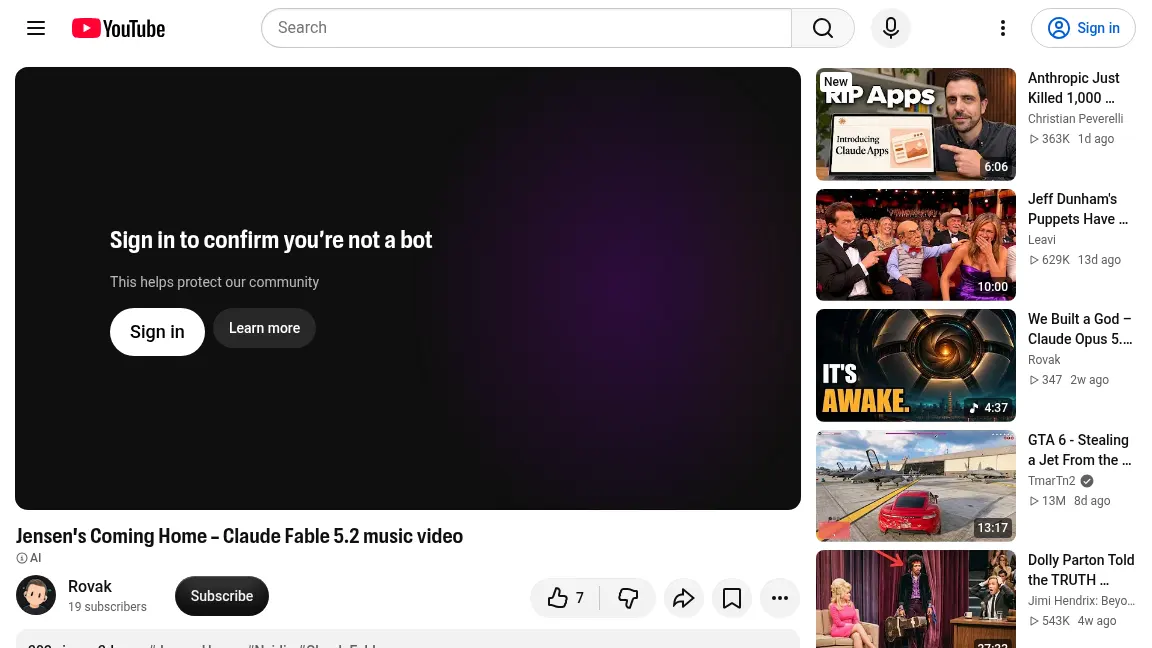 YouTube
Search
Sign in
Sign in to confirm you’re not a bot
This helps protect our community
Sign in
Learn more
Jensen's Coming Home – Claude Fable 5.2 music video
AI
Rovak
19 subscribers
Subscribe
7
New
RIP Apps
Introducing
Claude Apps
6:06
Anthropic Just
Killed 1,000 …
Christian Peverelli
363K 1d ago
10:00
Jeff Dunham's
Puppets Have …
Leavi
629K 13d ago
IT'S
AWAKE.
4:37
We Built a God –
Claude Opus 5.…
Rovak
347 2w ago
13:17
GTA 6 - Stealing
a Jet From the …
TmarTn2
13M 8d ago
Dolly Parton Told
the TRUTH …
Jimi Hendrix: Beyo…
543K 4w ago